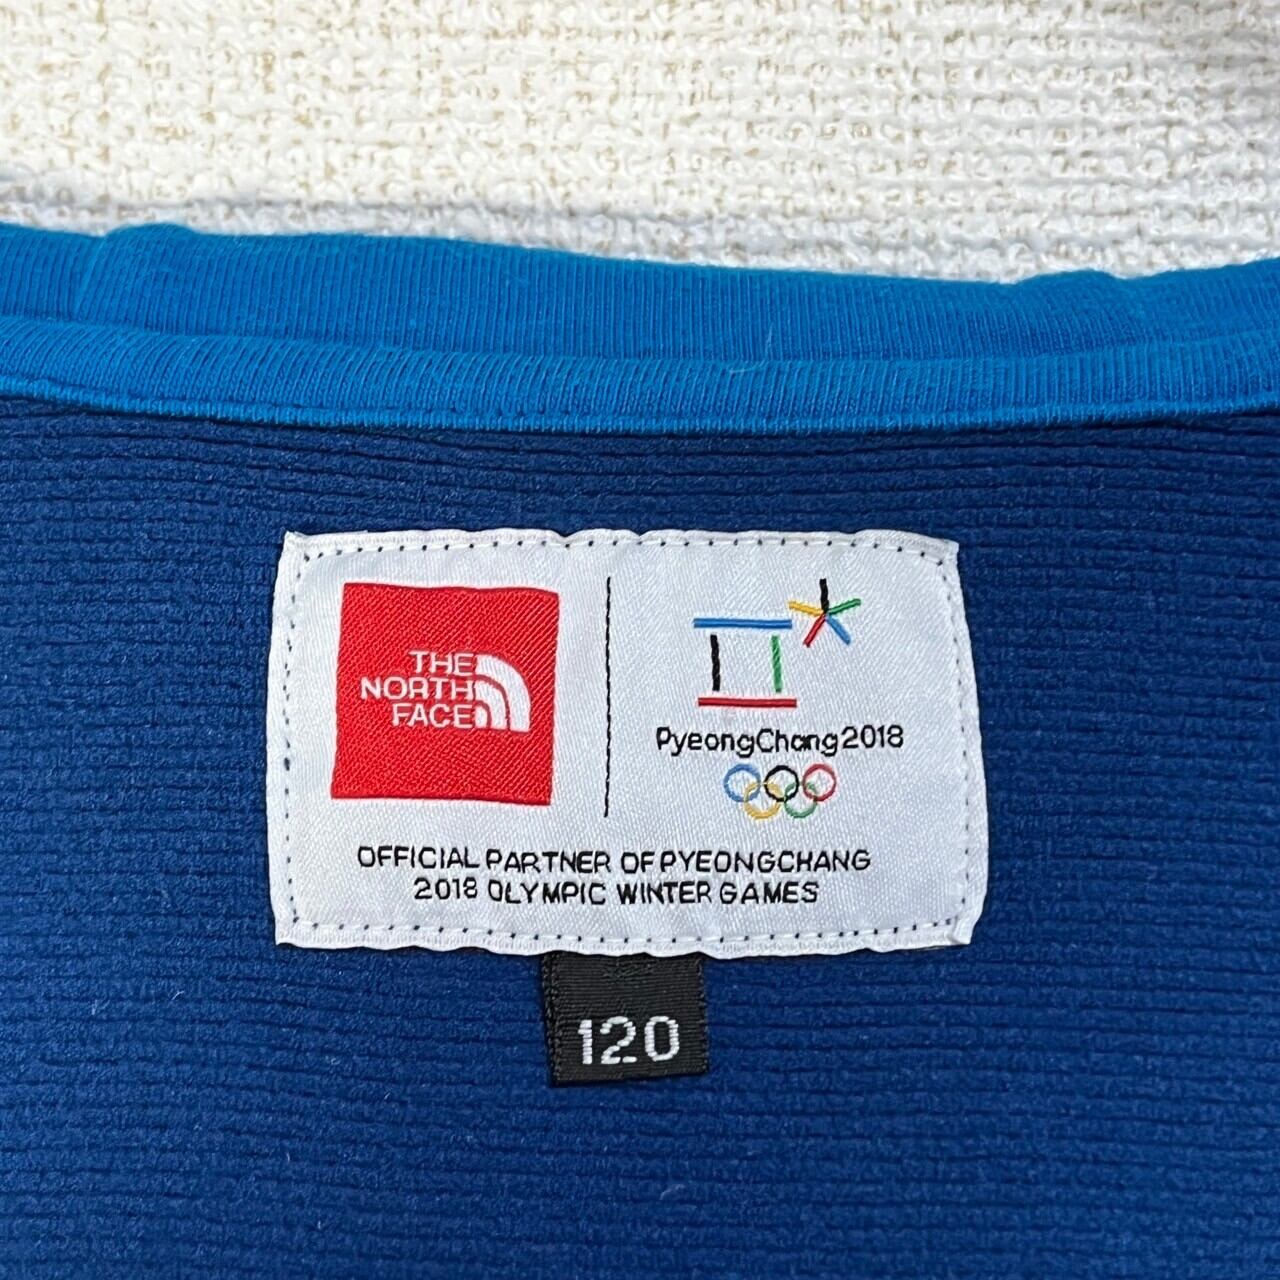 THE
NORTH
FACE
PyeongChang2018
OFFICIAL PARTNER OF PYEONGCHANG
2018 OLYMPIC WINTER GAMES
120